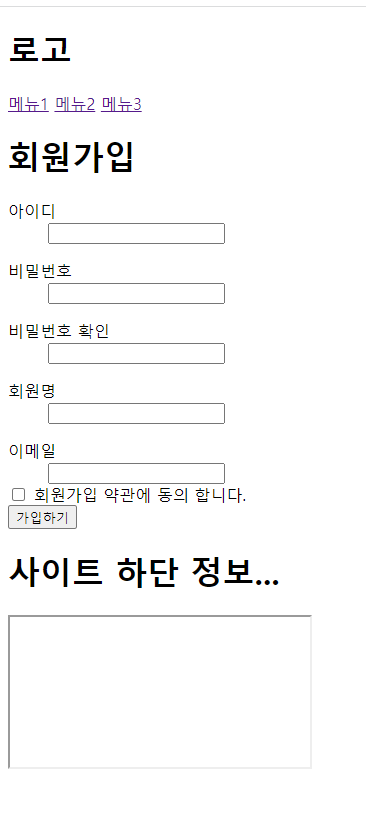 로고
메뉴1 메뉴2 메뉴3
회원가입
아이디
비밀번호
비밀번호 확인
회원명
이메일
회원가입 약관에 동의 합니다.
가입하기
사이트 하단 정보...